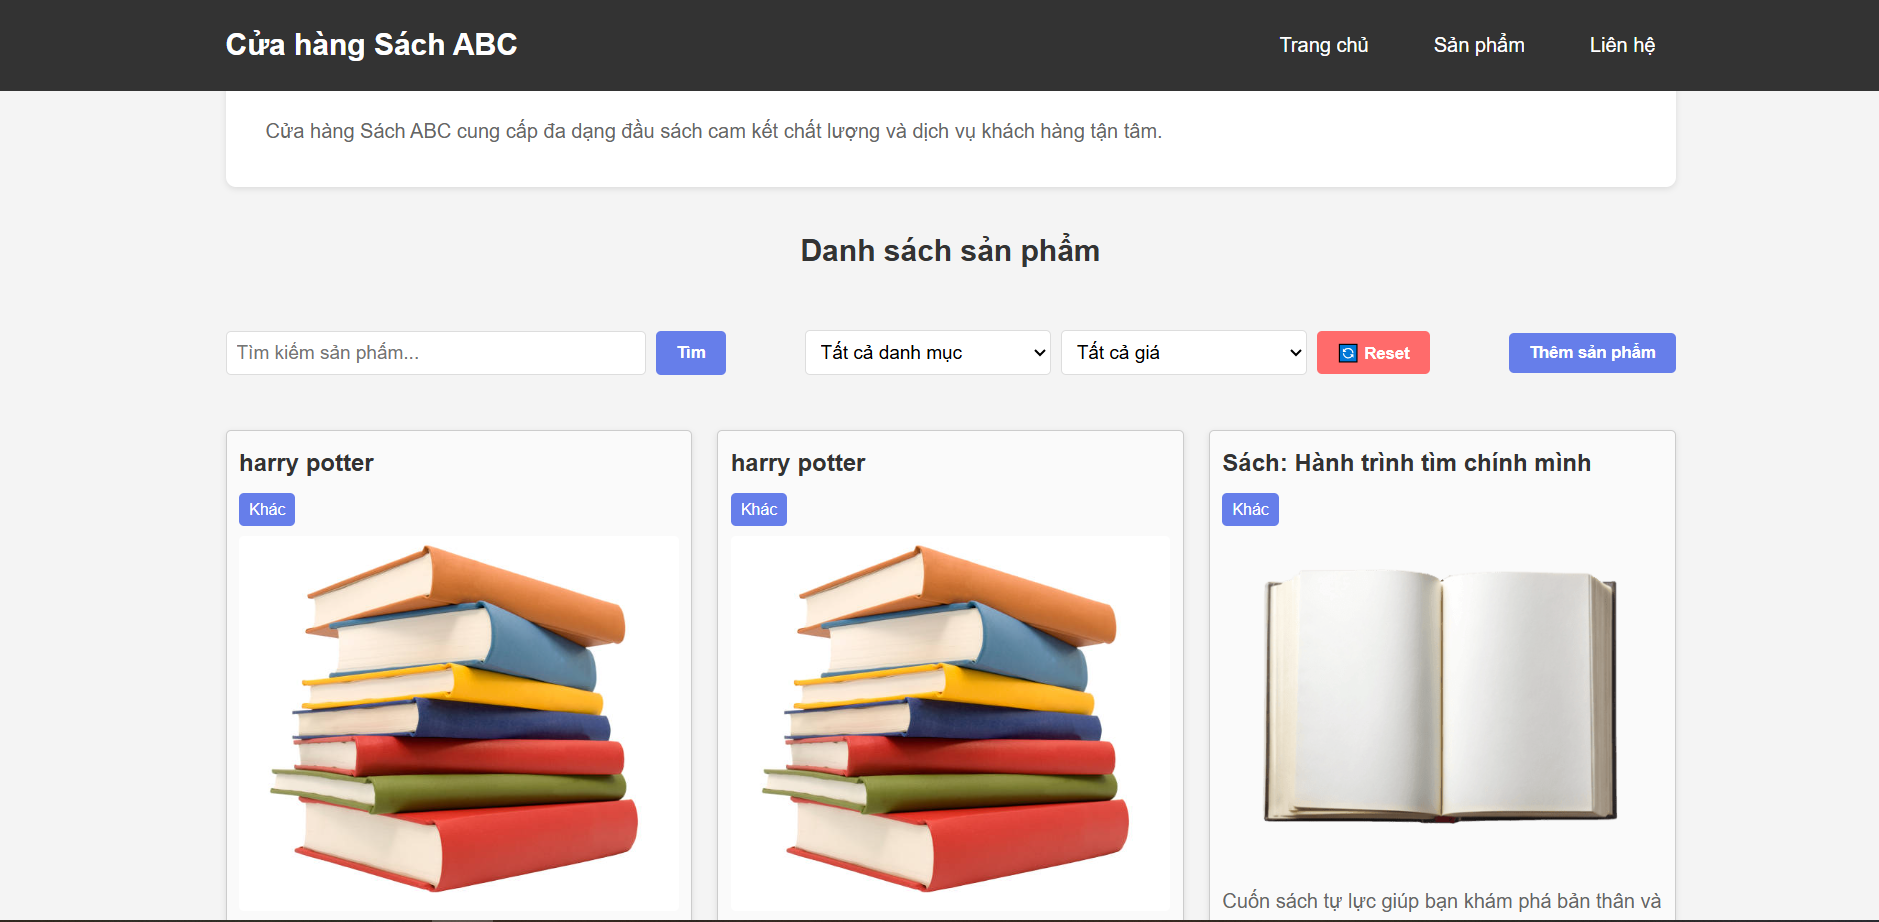 Cửa hàng Sách ABC
Trang chủ
Sản phẩm
Liên hệ
Cửa hàng Sách ABC cung cấp đa dạng đầu sách cam kết chất lượng và dịch vụ khách hàng tận tâm.
Danh sách sản phẩm
Tìm kiếm sản phẩm...
Tìm
Tất cả danh mục
Tất cả giá
Reset
Thêm sản phẩm
harry potter
Khác
harry potter
Khác
Sách: Hành trình tìm chính mình
Khác
Cuốn sách tự lực giúp bạn khám phá bản thân và